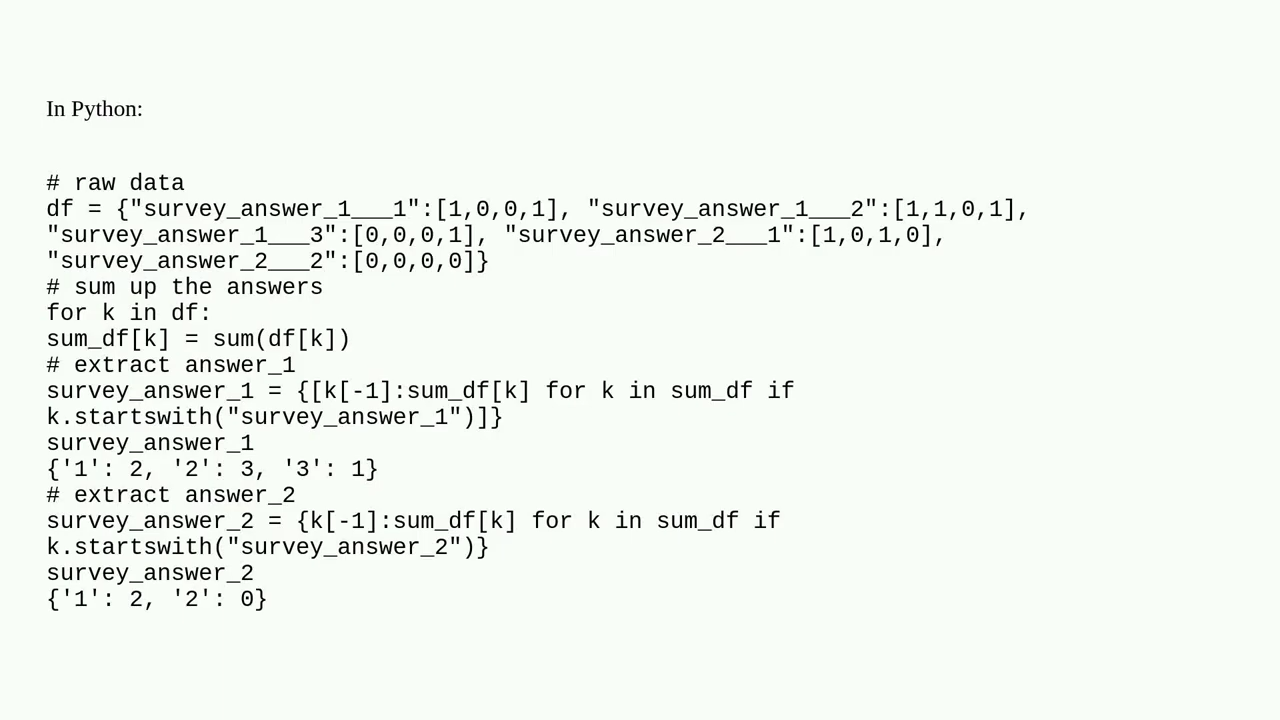 In Python:
# raw data
df = {"survey_answer_1___1":[1,0,0,1], "survey_answer_1___2":[1,1,0,1],
"survey_answer_1___3":[0,0,0,1], "survey_answer_2___1":[1,0,1,0],
"survey_answer_2___2":[0,0,0,0]}
# sum up the answers
for k in df:
sum_df[k] = sum(df[k])
# extract answer_1
survey_answer_1 = {[k[-1]:sum_df[k] for k in sum_df if
k.startswith("survey_answer_1")]}
survey_answer_1
{'1': 2, '2': 3, '3': 1}
# extract answer_2
survey_answer_2 = {k[-1]:sum_df[k] for k in sum_df if
k.startswith("survey_answer_2")}
survey_answer_2
{'1': 2, '2': 0}